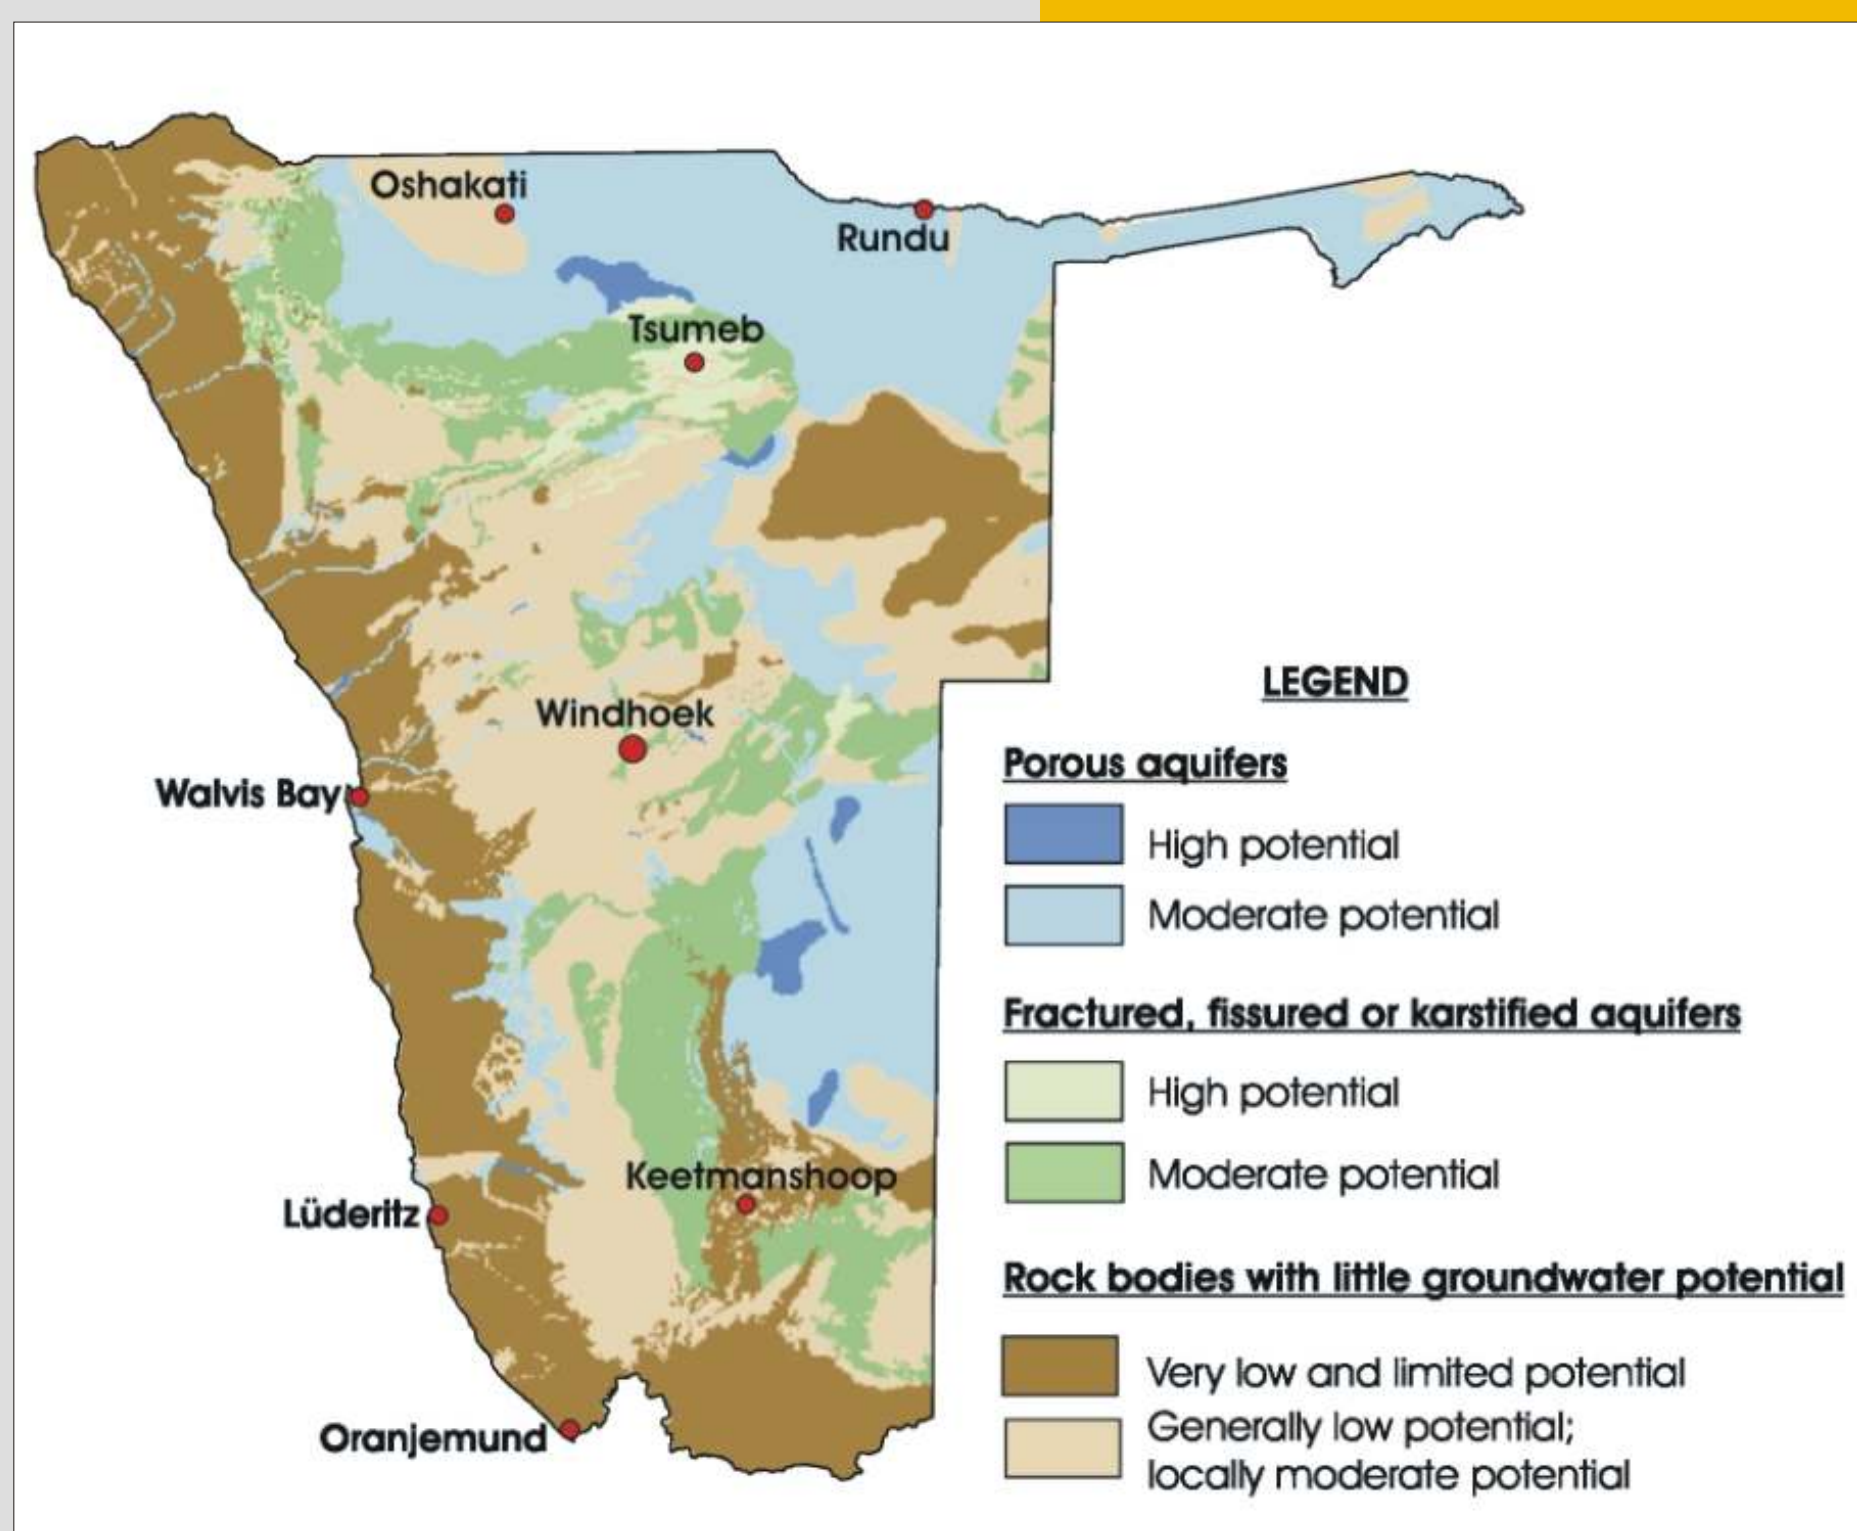 Oshakati
Rundu
Tsumeb
Windhoek
Walvis Bay
Keetmanshoop
Lüderitz
Oranjemund
LEGEND
Porous aquifers
High potential
Moderate potential
Fractured, fissured or karstified aquifers
High potential
Moderate potential
Rock bodies with little groundwater potential
Very low and limited potential
Generally low potential;
locally moderate potential